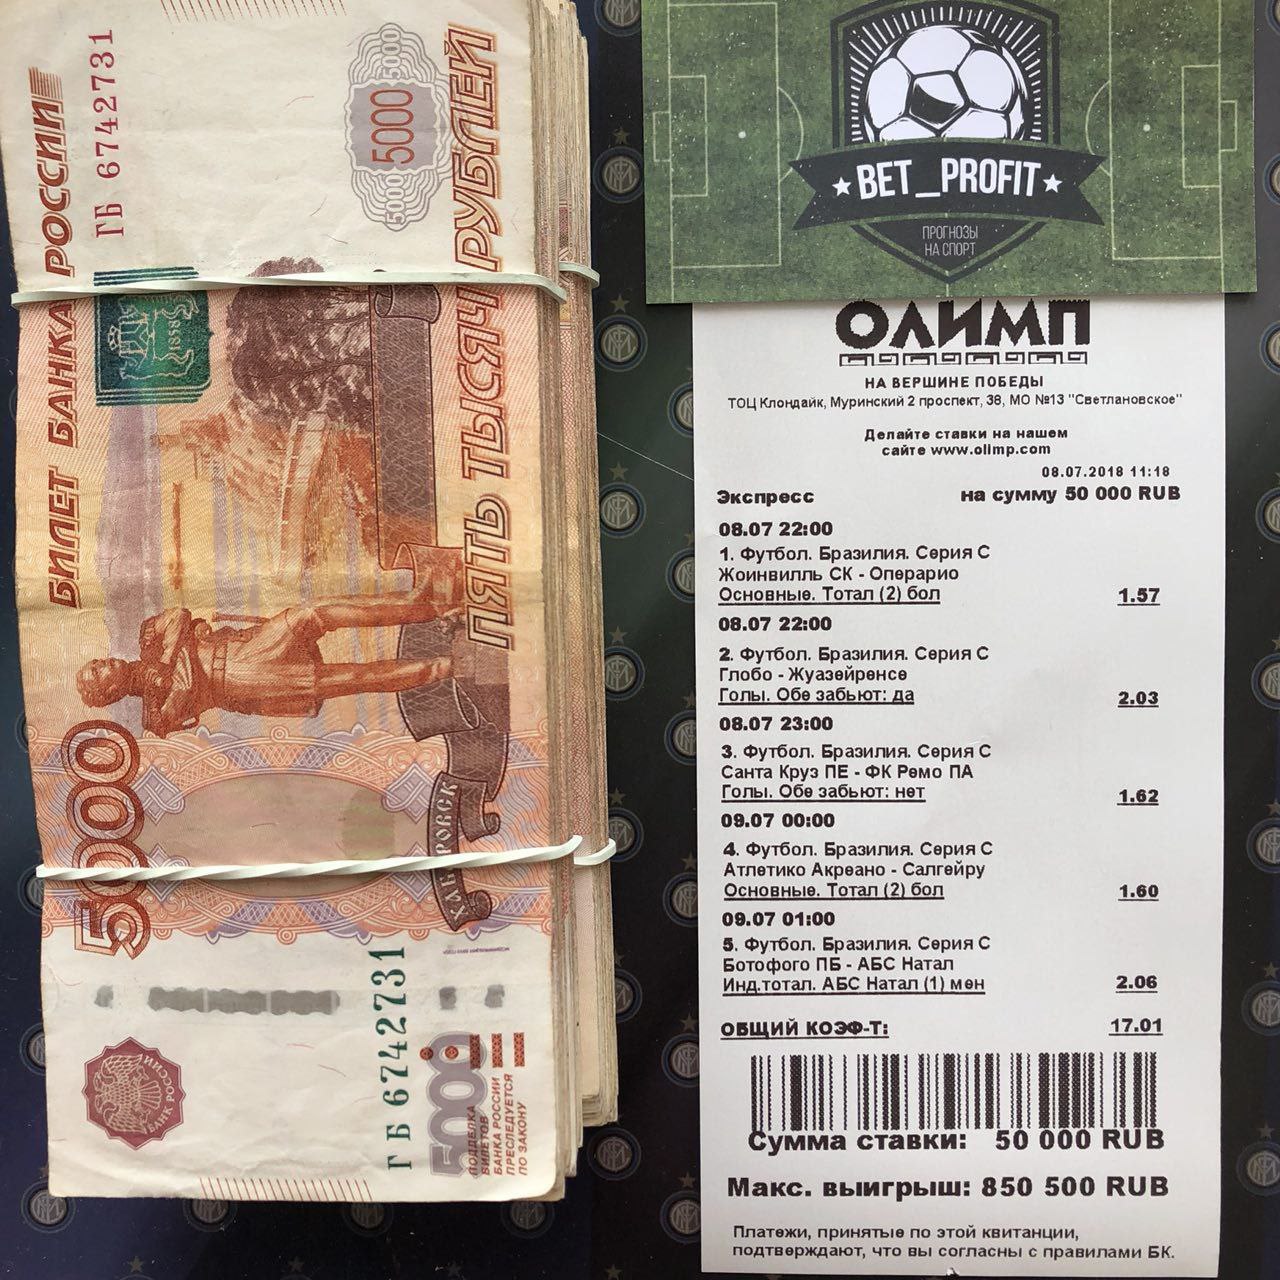 БИЛЕТ БАНКА РОССИИ
ГБ 6742731
5000
5000
5000
ПЯТЬ ТЫСЯЧ РУБЛЕЙ
1858
5000
ХАБАРОВСК
БАНК РОССИИ
ГБ 6742731
5000
ПОДДЕЛКА
БИЛЕТОВ
БАНКА РОССИИ
ПРЕСЛЕДУЕТСЯ
ПО ЗАКОНУ
BET_PROFIT
ПРОГНОЗЫ
НА СПОРТ
ОЛИМП
НА ВЕРШИНЕ ПОБЕДЫ
ТОЦ Клондайк, Муринский 2 проспект, 38, МО №13 "Светлановское"
Делайте ставки на нашем
сайте www.olimp.com
08.07.2018 11:18
Экспресс на сумму 50 000 RUB
08.07 22:00
1. Футбол. Бразилия. Серия С
Жоинвилль СК - Операрио
Основные. Тотал (2) бол 1.57
08.07 22:00
2. Футбол. Бразилия. Серия С
Глобо - Жуазейренсе
Голы. Обе забьют: да 2.03
08.07 23:00
3. Футбол. Бразилия. Серия С
Санта Круз ПЕ - ФК Ремо ПА
Голы. Обе забьют: нет 1.62
09.07 00:00
4. Футбол. Бразилия. Серия С
Атлетико Акреано - Салгейру
Основные. Тотал (2) бол 1.60
09.07 01:00
5. Футбол. Бразилия. Серия С
Ботофого ПБ - АБС Натал
Инд.тотал. АБС Натал (1) мен 2.06
ОБЩИЙ КОЭФ-Т: 17.01
Сумма ставки: 50 000 RUB
Макс. выигрыш: 850 500 RUB
Платежи, принятые по этой квитанции,
подтверждают, что вы согласны с правилами БК.